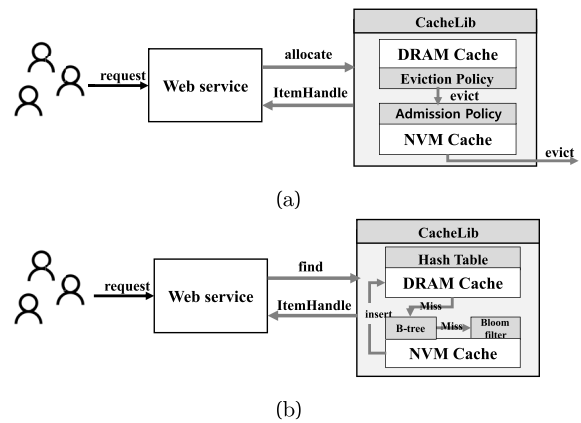 CacheLib
request
Web service
allocate
ItemHandle
DRAM Cache
Eviction Policy
evict
Admission Policy
NVM Cache
evict
(a)
CacheLib
request
Web service
find
ItemHandle
Hash Table
DRAM Cache
Miss
insert
B-tree
Miss
Bloom
filter
NVM Cache
(b)